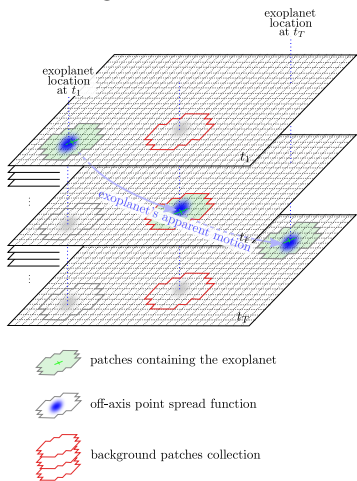 exoplanet
location
at t_T
exoplanet
location
at t_1
t_1
exoplanet's apparent motion
t_ℓ
t_T
patches containing the exoplanet
off-axis point spread function
background patches collection